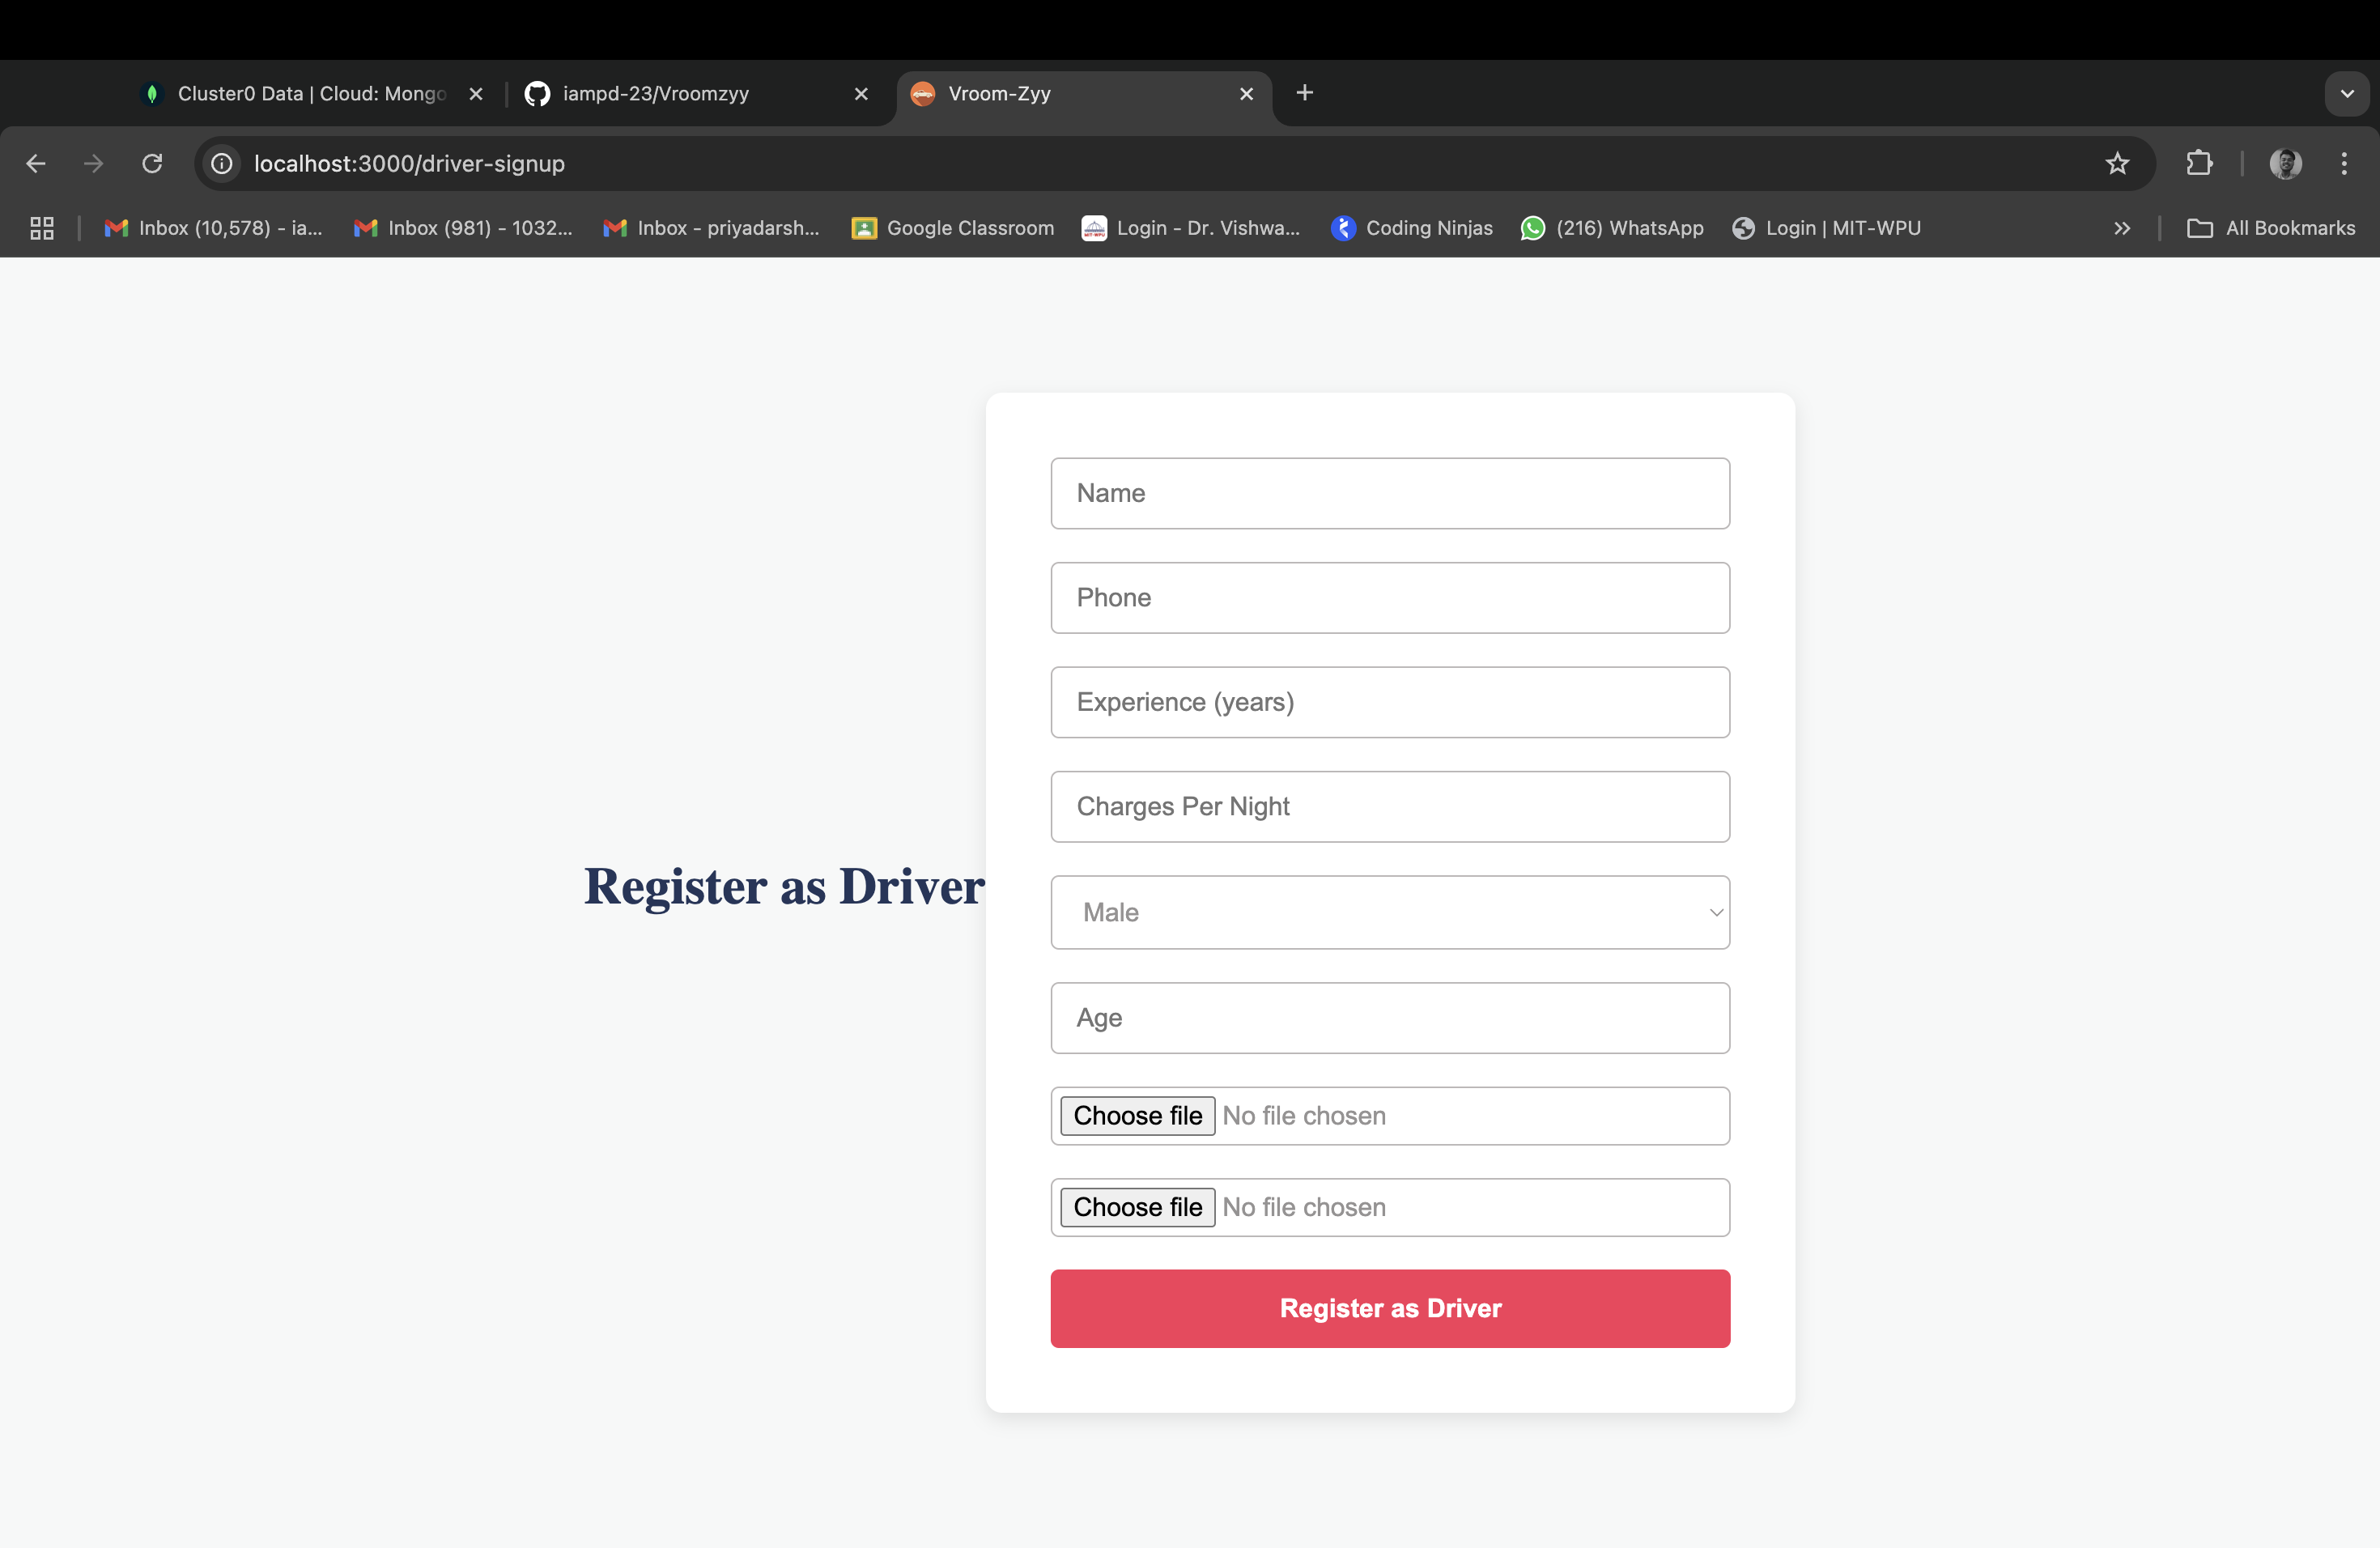 Cluster0 Data | Cloud: Mongo
iampd-23/Vroomzyy
Vroom-Zyy
localhost:3000/driver-signup
Inbox (10,578) - ia...
Inbox (981) - 1032...
Inbox - priyadarsh...
Google Classroom
Login - Dr. Vishwa...
Coding Ninjas
(216) WhatsApp
Login | MIT-WPU
All Bookmarks
Name
Phone
Experience (years)
Charges Per Night
Register as Driver
Male
Age
Choose file No file chosen
Choose file No file chosen
Register as Driver